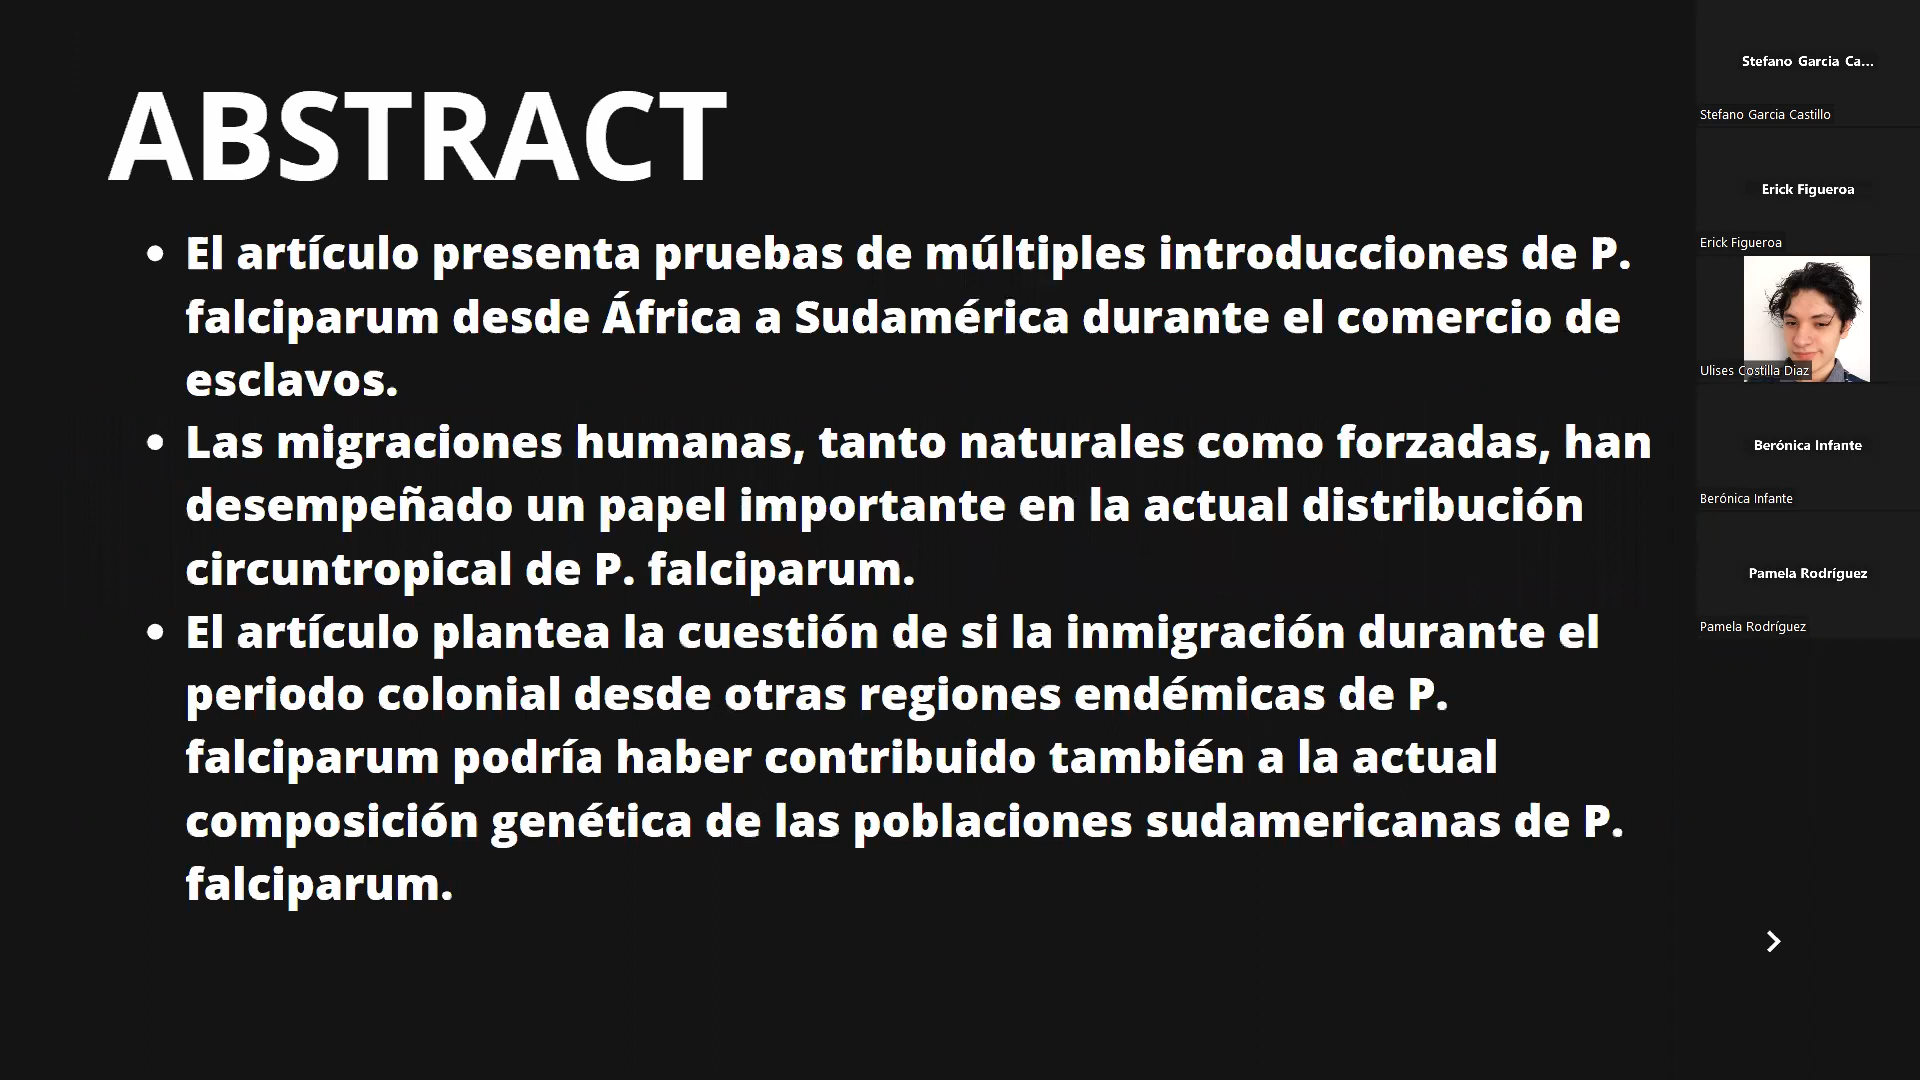 ABSTRACT
• El artículo presenta pruebas de múltiples introducciones de P.
falciparum desde África a Sudamérica durante el comercio de
esclavos.
• Las migraciones humanas, tanto naturales como forzadas, han
desempeñado un papel importante en la actual distribución
circuntropical de P. falciparum.
• El artículo plantea la cuestión de si la inmigración durante el
periodo colonial desde otras regiones endémicas de P.
falciparum podría haber contribuido también a la actual
composición genética de las poblaciones sudamericanas de P.
falciparum.
Stefano Garcia Ca...
Stefano Garcia Castillo
Erick Figueroa
Erick Figueroa
Ulises Costilla Diaz
Berónica Infante
Berónica Infante
Pamela Rodríguez
Pamela Rodríguez